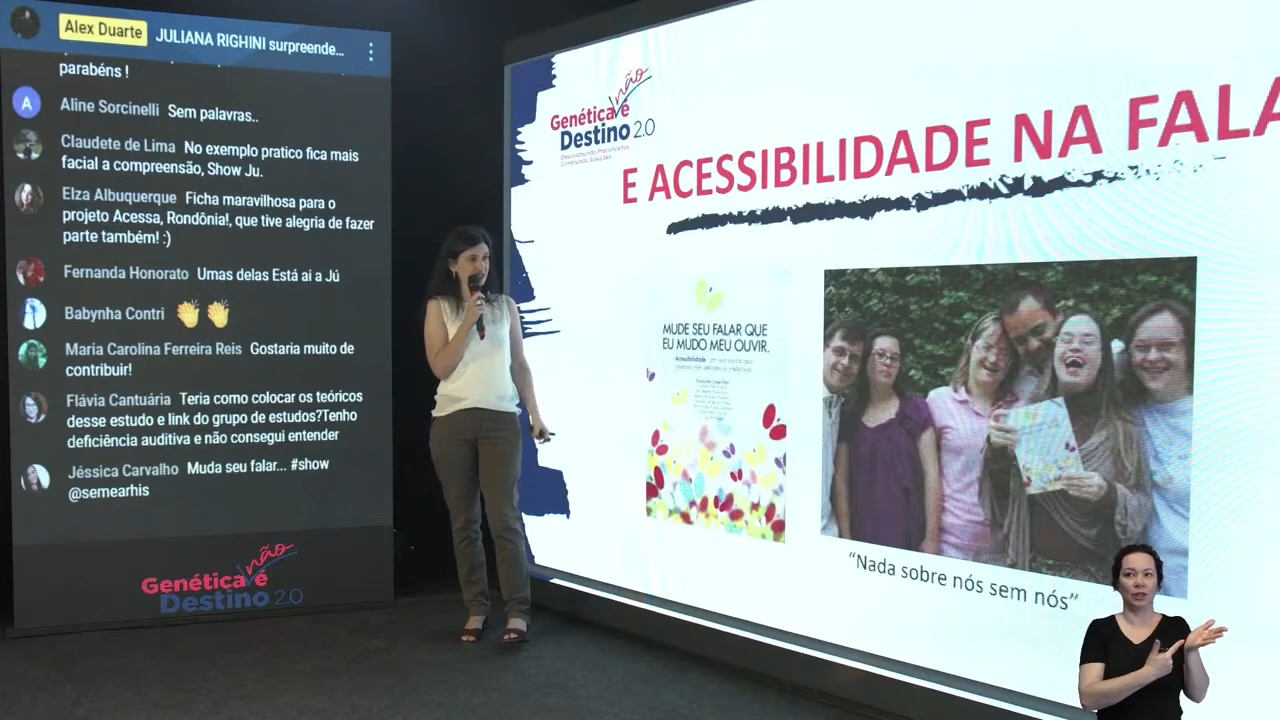 Alex Duarte JULIANA RIGHINI surpreende...
parabéns !
A Aline Sorcinelli Sem palavras..
Claudete de Lima No exemplo pratico fica mais
facial a compreensão, Show Ju.
Elza Albuquerque Ficha maravilhosa para o
projeto Acessa, Rondônia!, que tive alegria de fazer
parte também! :)
Fernanda Honorato Umas delas Está ai a Jú
Babynha Contri 👏 👏
Maria Carolina Ferreira Reis Gostaria muito de
contribuir!
Flávia Cantuária Teria como colocar os teóricos
desse estudo e link do grupo de estudos?Tenho
deficiência auditiva e não consegui entender
Jéssica Carvalho Muda seu falar... #show
@semearhis
Genética não é
Destino 2.0
Genética não é
Destino 2.0
Desconstruindo Preconceitos
Construindo Soluções
E ACESSIBILIDADE NA FALA
MUDE SEU FALAR QUE
EU MUDO MEU OUVIR.
Acessibilidade
"Nada sobre nós sem nós"